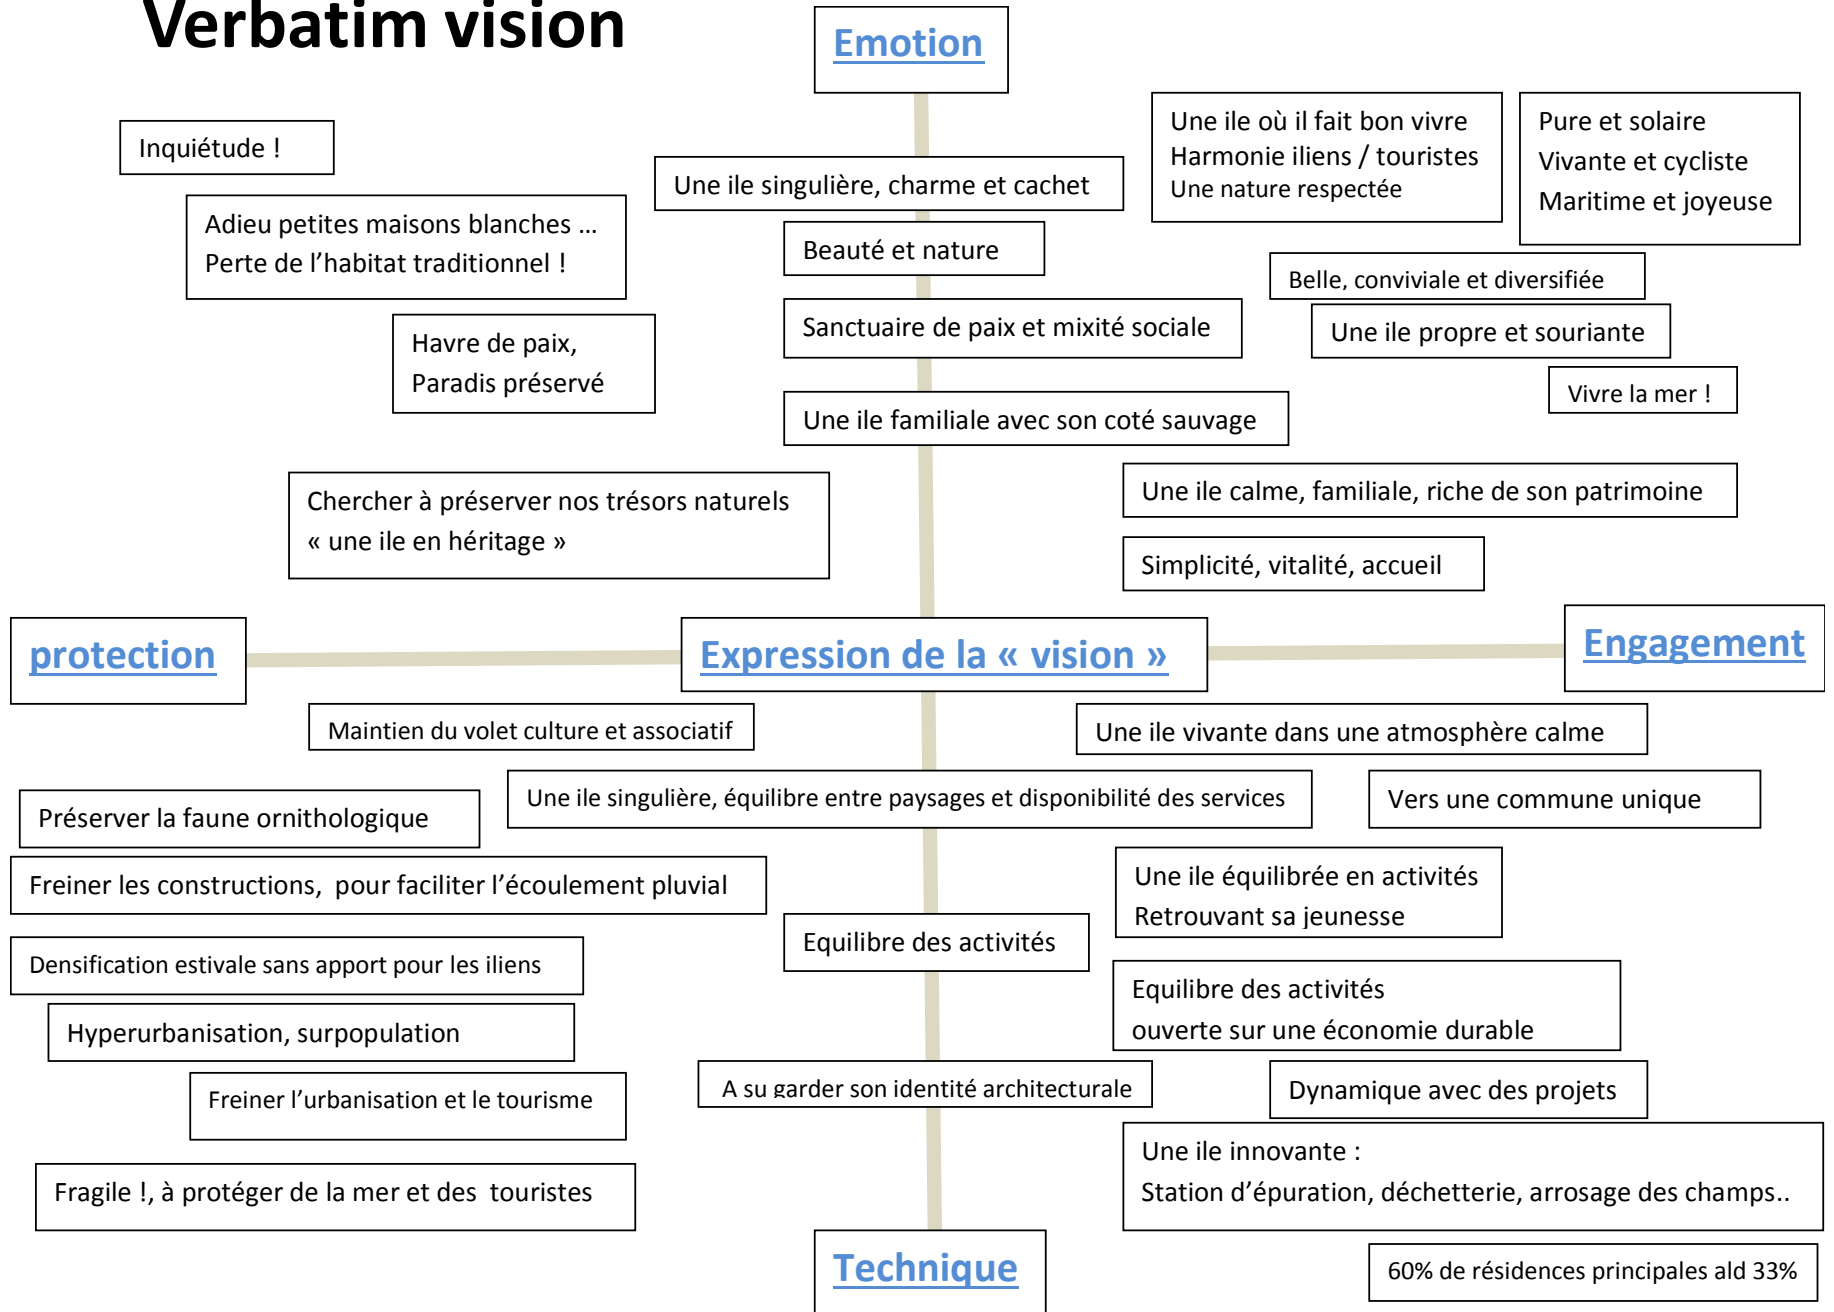 Verbatim vision
Emotion
Inquiétude !
Une ile où il fait bon vivre
Harmonie iliens / touristes
Une nature respectée
Pure et solaire
Vivante et cycliste
Maritime et joyeuse
Une ile singulière, charme et cachet
Adieu petites maisons blanches …
Perte de l’habitat traditionnel !
Beauté et nature
Belle, conviviale et diversifiée
Sanctuaire de paix et mixité sociale
Une ile propre et souriante
Havre de paix,
Paradis préservé
Vivre la mer !
Une ile familiale avec son coté sauvage
Chercher à préserver nos trésors naturels
« une ile en héritage »
Une ile calme, familiale, riche de son patrimoine
Simplicité, vitalité, accueil
protection
Expression de la « vision »
Engagement
Maintien du volet culture et associatif
Une ile vivante dans une atmosphère calme
Préserver la faune ornithologique
Une ile singulière, équilibre entre paysages et disponibilité des services
Vers une commune unique
Freiner les constructions, pour faciliter l’écoulement pluvial
Une ile équilibrée en activités
Retrouvant sa jeunesse
Equilibre des activités
Densification estivale sans apport pour les iliens
Equilibre des activités
ouverte sur une économie durable
Hyperurbanisation, surpopulation
A su garder son identité architecturale
Dynamique avec des projets
Freiner l’urbanisation et le tourisme
Une ile innovante :
Station d’épuration, déchetterie, arrosage des champs..
Fragile !, à protéger de la mer et des touristes
Technique
60% de résidences principales ald 33%